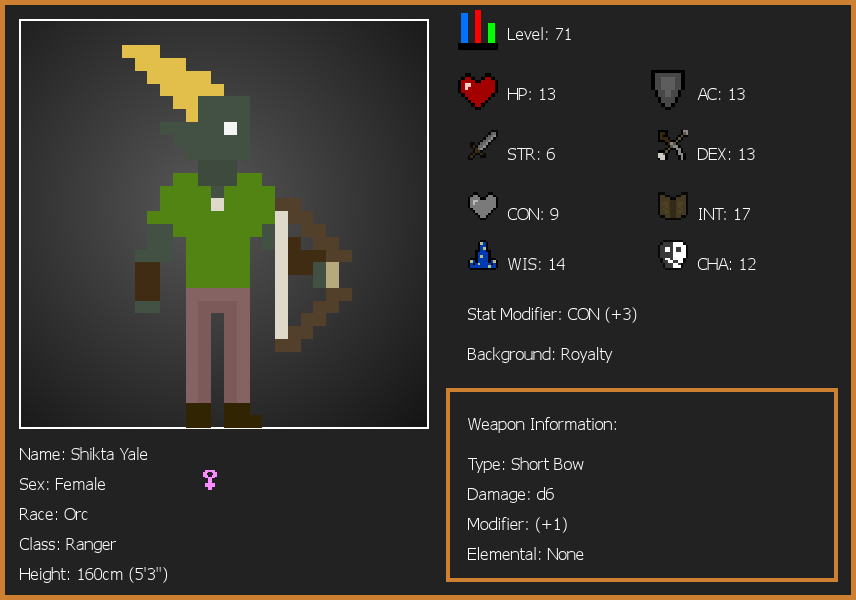 Level: 71
HP: 13
AC: 13
STR: 6
DEX: 13
CON: 9
INT: 17
WIS: 14
CHA: 12
Stat Modifier: CON (+3)
Background: Royalty
Weapon Information:
Type: Short Bow
Damage: d6
Modifier: (+1)
Elemental: None
Name: Shikta Yale
Sex: Female
Race: Orc
Class: Ranger
Height: 160cm (5'3")